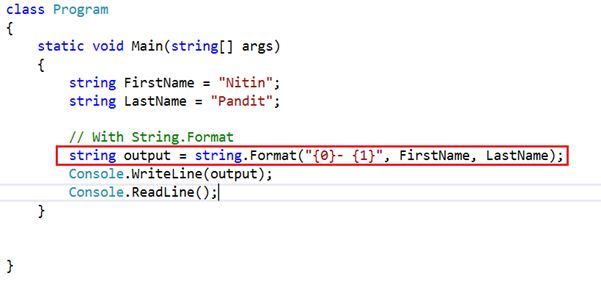 class Program
{
static void Main(string[] args)
{
string FirstName = "Nitin";
string LastName = "Pandit";
// With String.Format
string output = string.Format("{0}- {1}", FirstName, LastName);
Console.WriteLine(output);
Console.ReadLine();
}
}